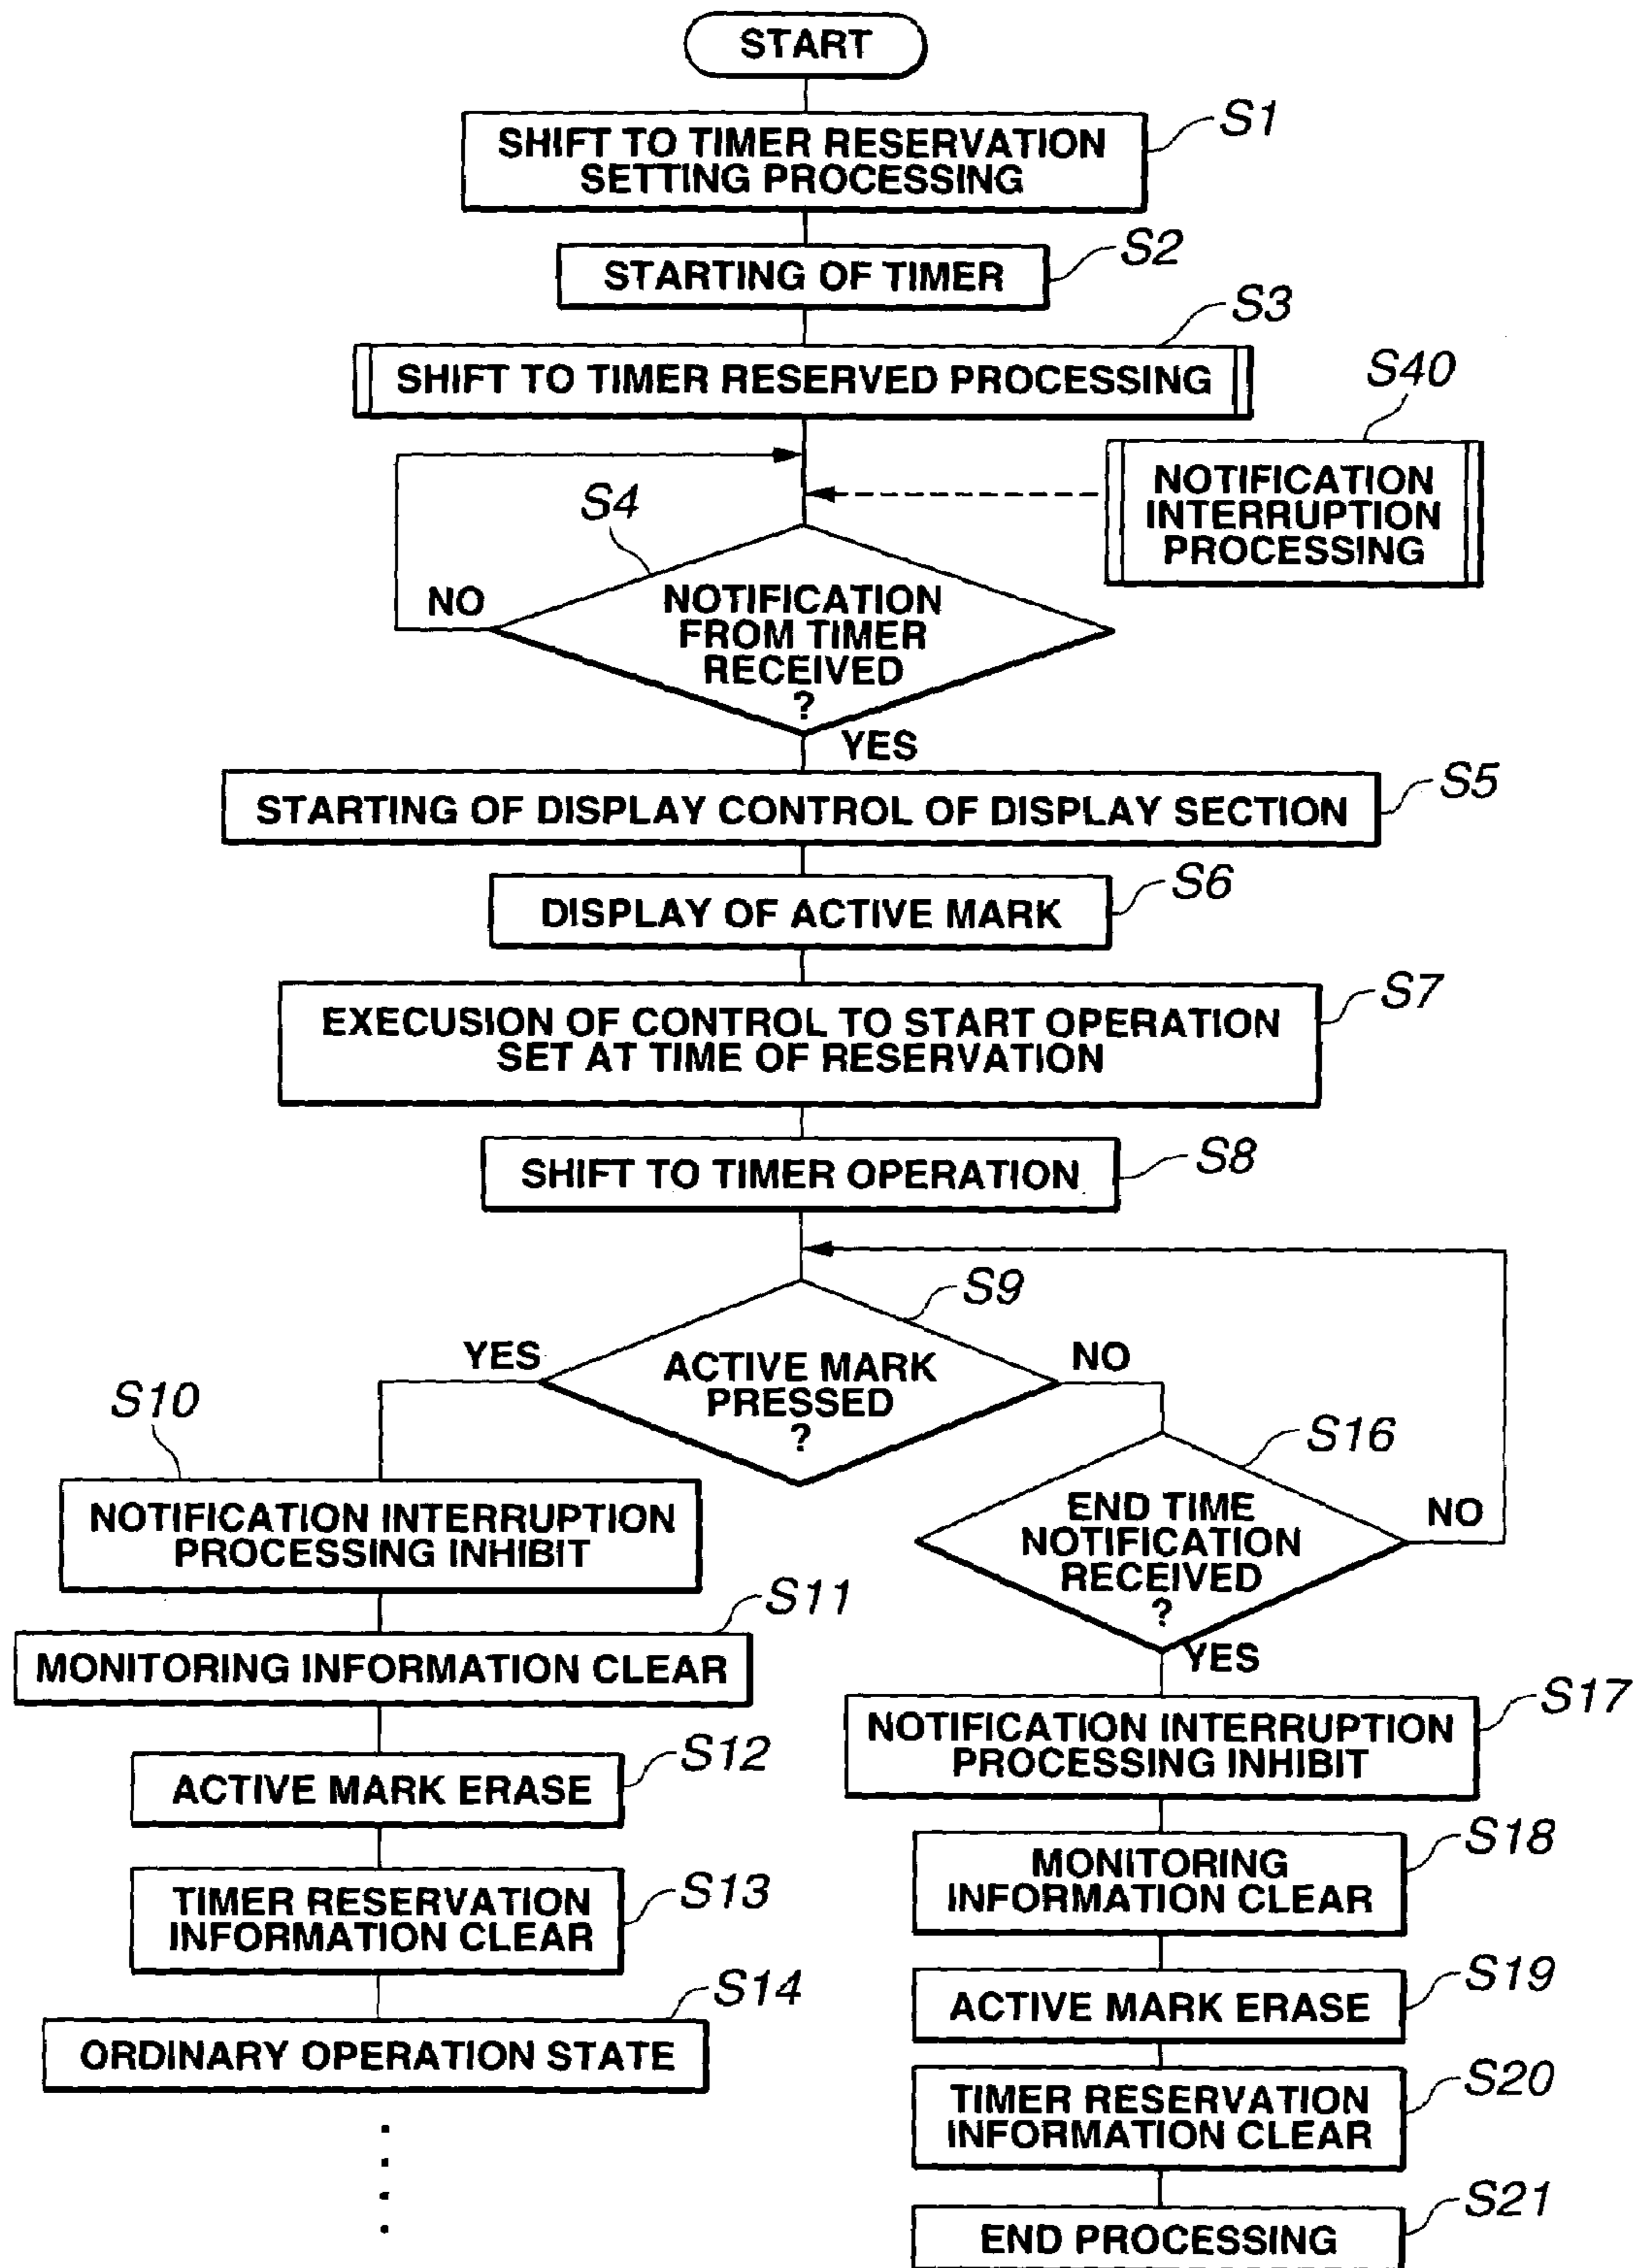 START
S1
SHIFT TO TIMER RESERVATION
SETTING PROCESSING
S2
STARTING OF TIMER
S3
SHIFT TO TIMER RESERVED PROCESSING
S40
NOTIFICATION
INTERRUPTION
PROCESSING
S4
NO
NOTIFICATION
FROM TIMER
RECEIVED
?
YES
S5
STARTING OF DISPLAY CONTROL OF DISPLAY SECTION
S6
DISPLAY OF ACTIVE MARK
S7
EXECUSION OF CONTROL TO START OPERATION
SET AT TIME OF RESERVATION
S8
SHIFT TO TIMER OPERATION
S9
YES
ACTIVE MARK
PRESSED
?
NO
S10
NOTIFICATION INTERRUPTION
PROCESSING INHIBIT
S11
MONITORING INFORMATION CLEAR
S12
ACTIVE MARK ERASE
S13
TIMER RESERVATION
INFORMATION CLEAR
S14
ORDINARY OPERATION STATE
S16
END TIME
NOTIFICATION
RECEIVED
?
NO
YES
S17
NOTIFICATION INTERRUPTION
PROCESSING INHIBIT
S18
MONITORING
INFORMATION CLEAR
S19
ACTIVE MARK ERASE
S20
TIMER RESERVATION
INFORMATION CLEAR
S21
END PROCESSING